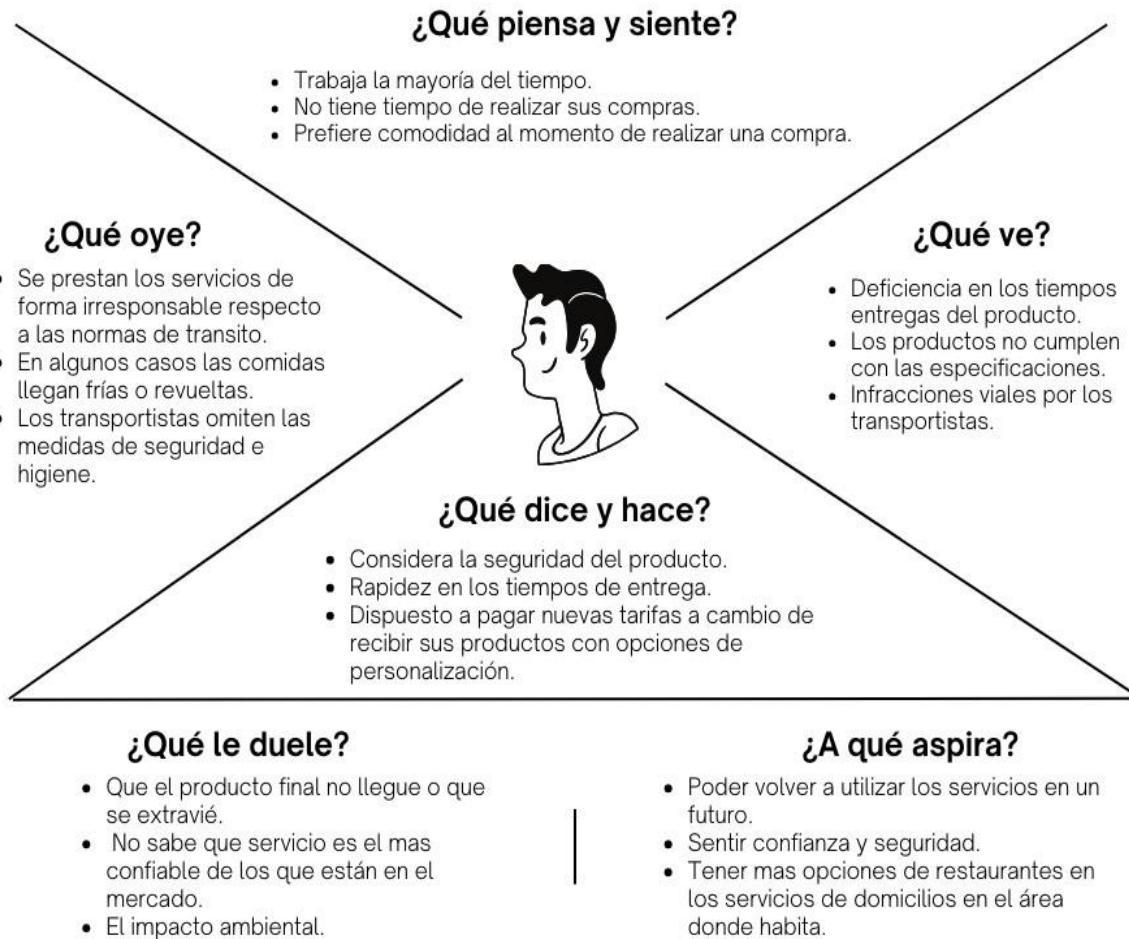 ¿Qué piensa y siente?
• Trabaja la mayoría del tiempo.
• No tiene tiempo de realizar sus compras.
• Prefiere comodidad al momento de realizar una compra.
¿Qué oye?
• Se prestan los servicios de
forma irresponsable respecto
a las normas de transito.
• En algunos casos las comidas
llegan frías o revueltas.
• Los transportistas omiten las
medidas de seguridad e
higiene.
¿Qué ve?
• Deficiencia en los tiempos
entregas del producto.
• Los productos no cumplen
con las especificaciones.
• Infracciones viales por los
transportistas.
¿Qué dice y hace?
• Considera la seguridad del producto.
• Rapidez en los tiempos de entrega.
• Dispuesto a pagar nuevas tarifas a cambio de
recibir sus productos con opciones de
personalización.
¿Qué le duele?
• Que el producto final no llegue o que
se extravié.
• No sabe que servicio es el mas
confiable de los que están en el
mercado.
• El impacto ambiental.
¿A qué aspira?
• Poder volver a utilizar los servicios en un
futuro.
• Sentir confianza y seguridad.
• Tener mas opciones de restaurantes en
los servicios de domicilios en el área
donde habita.